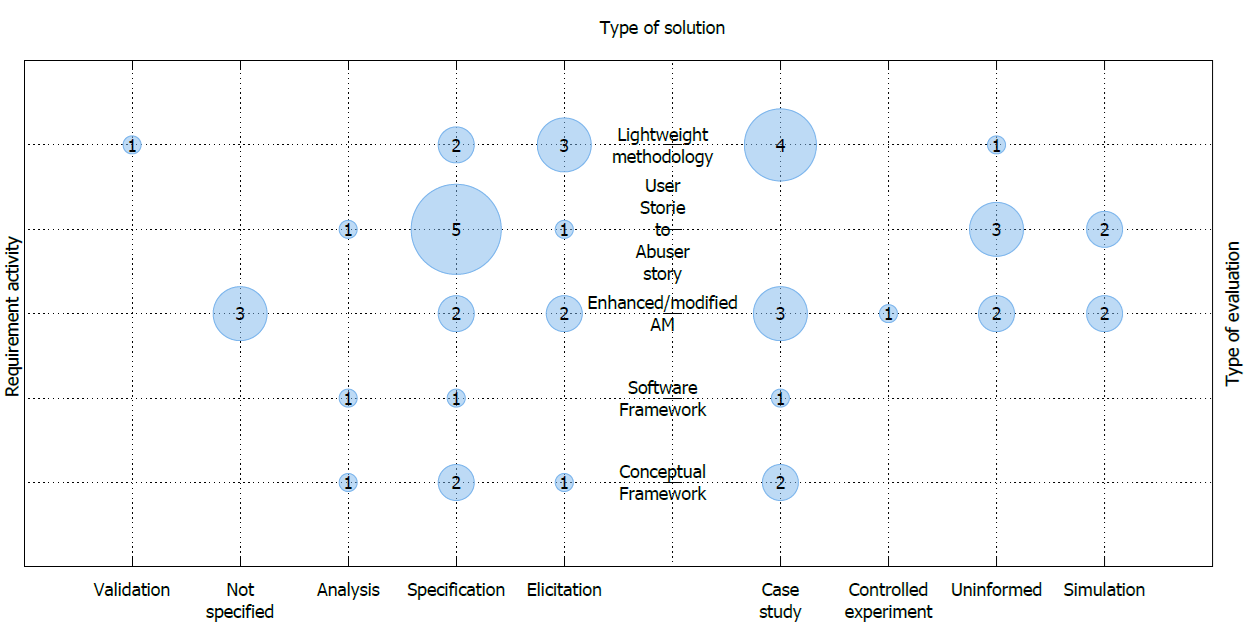 Type of solution
Lightweight
methodology
1
2
3
4
1
User
Storie
to
Abuser
story
1
5
1
3
2
Enhanced/modified
AM
3
2
2
3
1
2
2
Software
Framework
1
1
1
Conceptual
Framework
1
2
1
2
Requirement activity
Type of evaluation
Validation
Not
specified
Analysis
Specification
Elicitation
Case
study
Controlled
experiment
Uninformed
Simulation